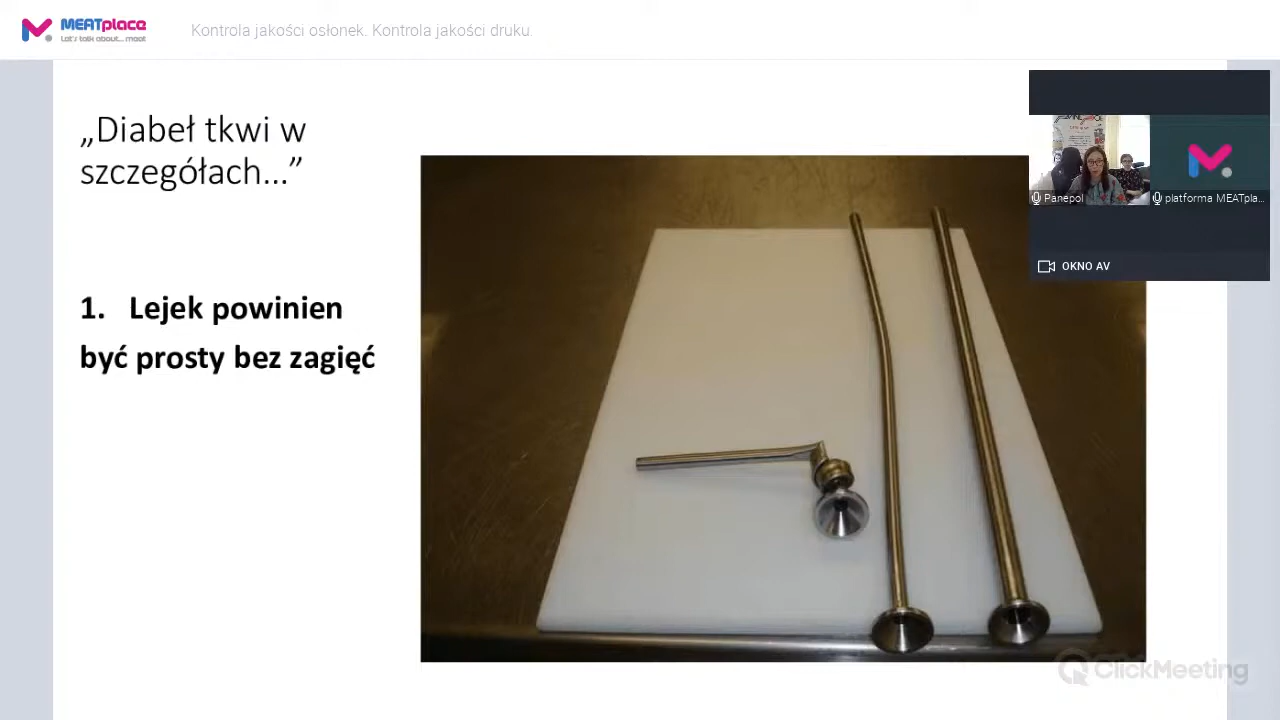 MEATplace
Let's talk about... meat
Kontrola jakości osłonek. Kontrola jakości druku.
„Diabeł tkwi w
szczegółach...”
1. Lejek powinien
być prosty bez zagięć
Panepol
platforma MEATpla...
OKNO AV
ClickMeeting